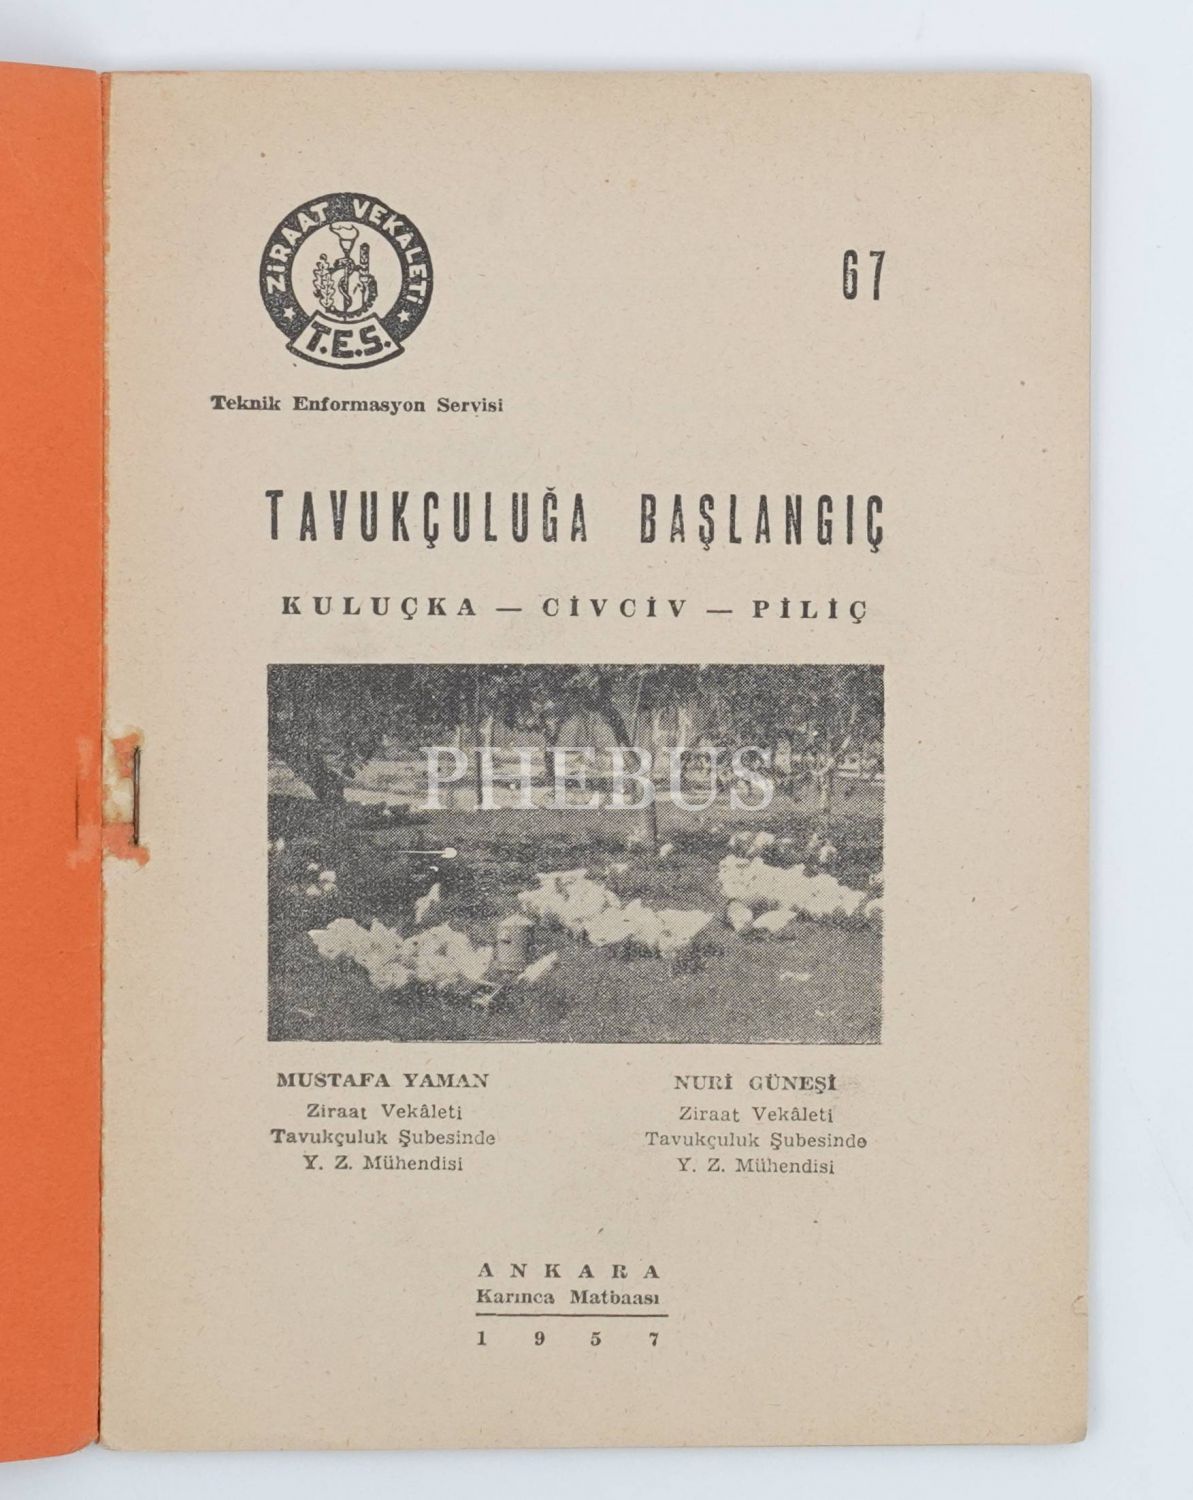 ZİRAAT VEKALETİ
T.E.S.
67
Teknik Enformasyon Servisi
TAVUKÇULUĞA BAŞLANGIÇ
KULUÇKA — CİVCİV — PİLİÇ
PHEBUS
MUSTAFA YAMAN
Ziraat Vekâleti
Tavukçuluk Şubesinde
Y. Z. Mühendisi
NURİ GÜNEŞİ
Ziraat Vekâleti
Tavukçuluk Şubesinde
Y. Z. Mühendisi
ANKARA
Karınca Matbaası
1957